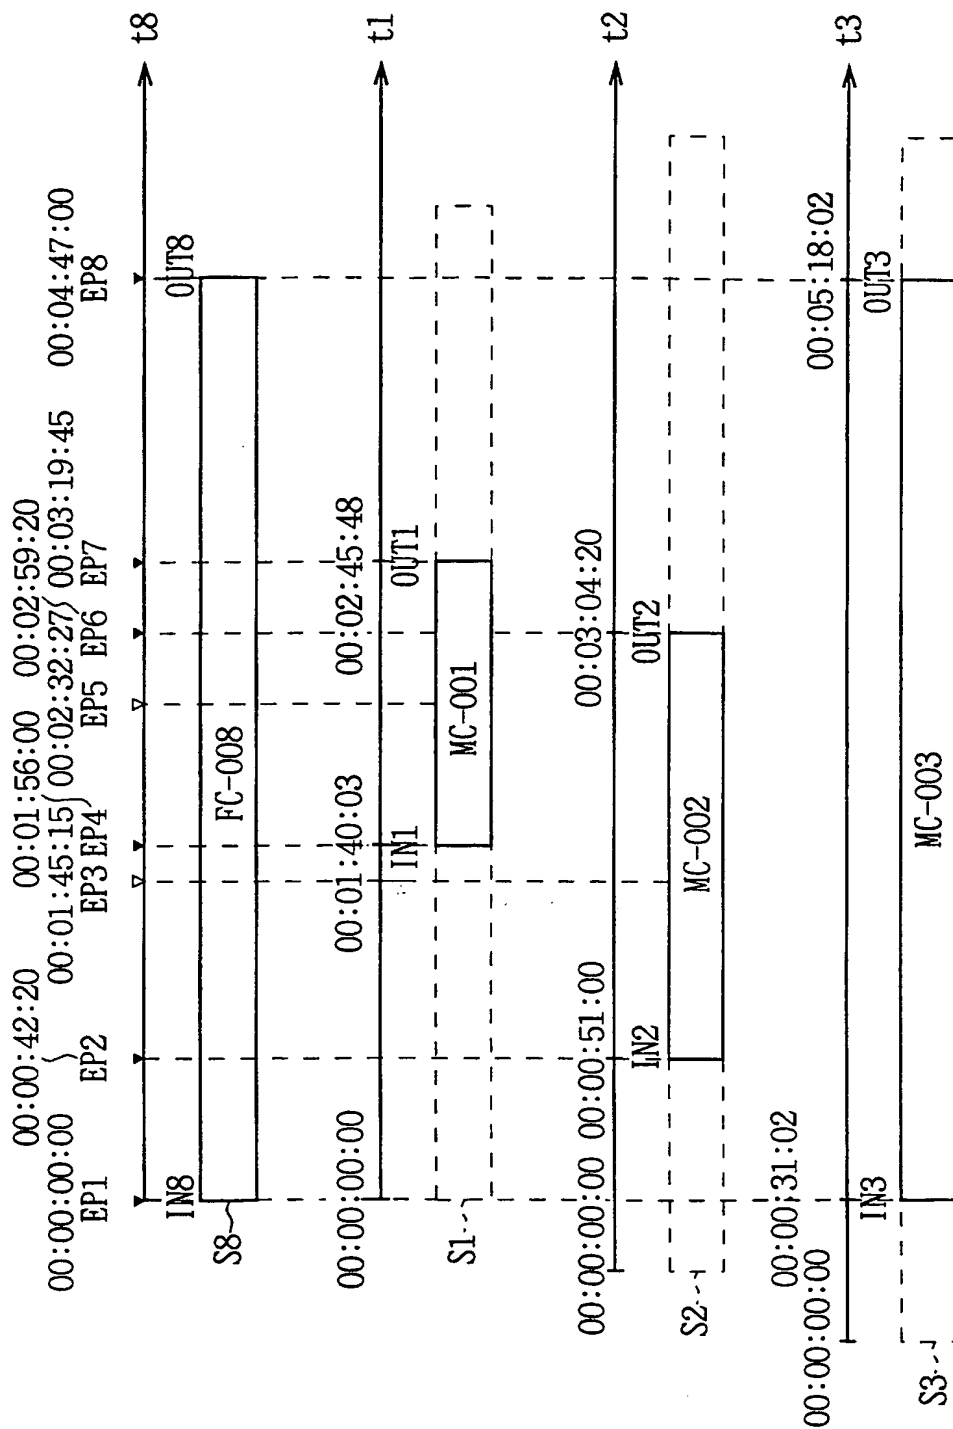 00:00:42:20 00:01:56:00 00:02:59:20
00:00:00:00 00:01:45:15 00:02:32:27 00:03:19:45 00:04:47:00
EP1 EP2 EP3 EP4 EP5 EP6 EP7 EP8
t8
IN8 OUT8
S8 FC-008
00:00:00:00 00:01:40:03 00:02:45:48
t1
IN1 OUT1
S1 MC-001
00:00:00:00 00:00:51:00 00:03:04:20
t2
IN2 OUT2
S2 MC-002
00:00:31:02
00:00:00:00 00:05:18:02
t3
IN3 OUT3
S3 MC-003